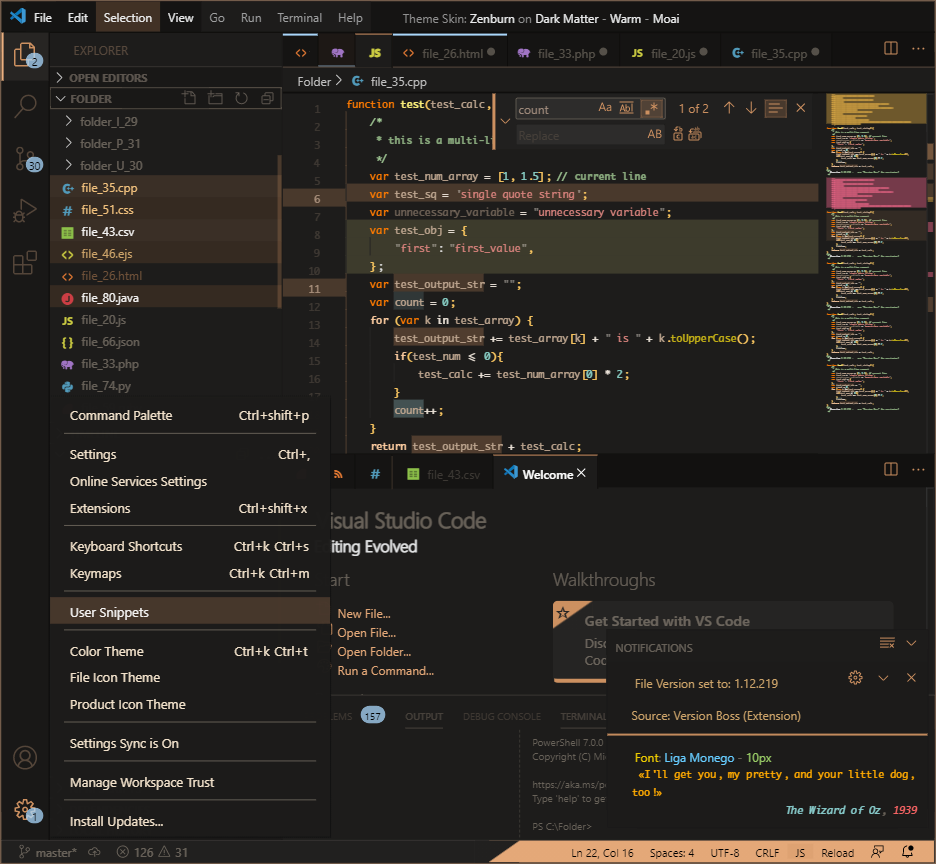 File Edit Selection View Go Run Terminal Help Theme Skin: Zenburn on Dark Matter - Warm - Moai
2
EXPLORER
<> JS <> file_26.html file_33.php JS file_20.js file_35.cpp ...
OPEN EDITORS
FOLDER
Folder > file_35.cpp
folder_I_29
folder_P_31
folder_U_30
file_35.cpp
# file_51.css
file_43.csv
<> file_46.ejs
<> file_26.html
file_80.java
JS file_20.js
{} file_66.json
file_33.php
file_74.py
30
count Aa Abl .* 1 of 2
Replace AB
1 function test(test_calc,
2 /*
3 * this is a multi-l
4 */
5 var test_num_array = [1, 1.5]; // current line
6 var test_sq = 'single quote string';
7 var unnecessary_variable = "unnecessary variable";
8 var test_obj = {
9 "first": "first_value",
10 };
11 var test_output_str = "";
12 var count = 0;
13 for (var k in test_array) {
14 test_output_str += test_array[k] + " is " + k.toUpperCase();
15 if(test_num ≤ 0){
16 test_calc += test_num_array[0] * 2;
}
count++;
}
return test_output_str + test_calc;
Command Palette Ctrl+shift+p
Settings Ctrl+,
Online Services Settings
Extensions Ctrl+shift+x
Keyboard Shortcuts Ctrl+k Ctrl+s
Keymaps Ctrl+k Ctrl+m
User Snippets
Color Theme Ctrl+k Ctrl+t
File Icon Theme
Product Icon Theme
Settings Sync is On
Manage Workspace Trust
Install Updates...
1
# file_43.csv Welcome ...
isual Studio Code
iting Evolved
art
New File...
Open File...
Open Folder...
Run a Command...
Walkthroughs
Get Started with VS Code
Disc
Coc
NOTIFICATIONS
File Version set to: 1.12.219
Source: Version Boss (Extension)
Font: Liga Monego - 10px
«I'll get you, my pretty, and your little dog,
too!»
The Wizard of Oz, 1939
LEMS 157 OUTPUT DEBUG CONSOLE TERMINAL
PowerShell 7.0.0
Copyright (C) Mi
https://aka.ms/p
Type 'help' to ge
PS C:\Folder>
master* 126 31 Ln 22, Col 16 Spaces: 4 UTF-8 CRLF JS Reload